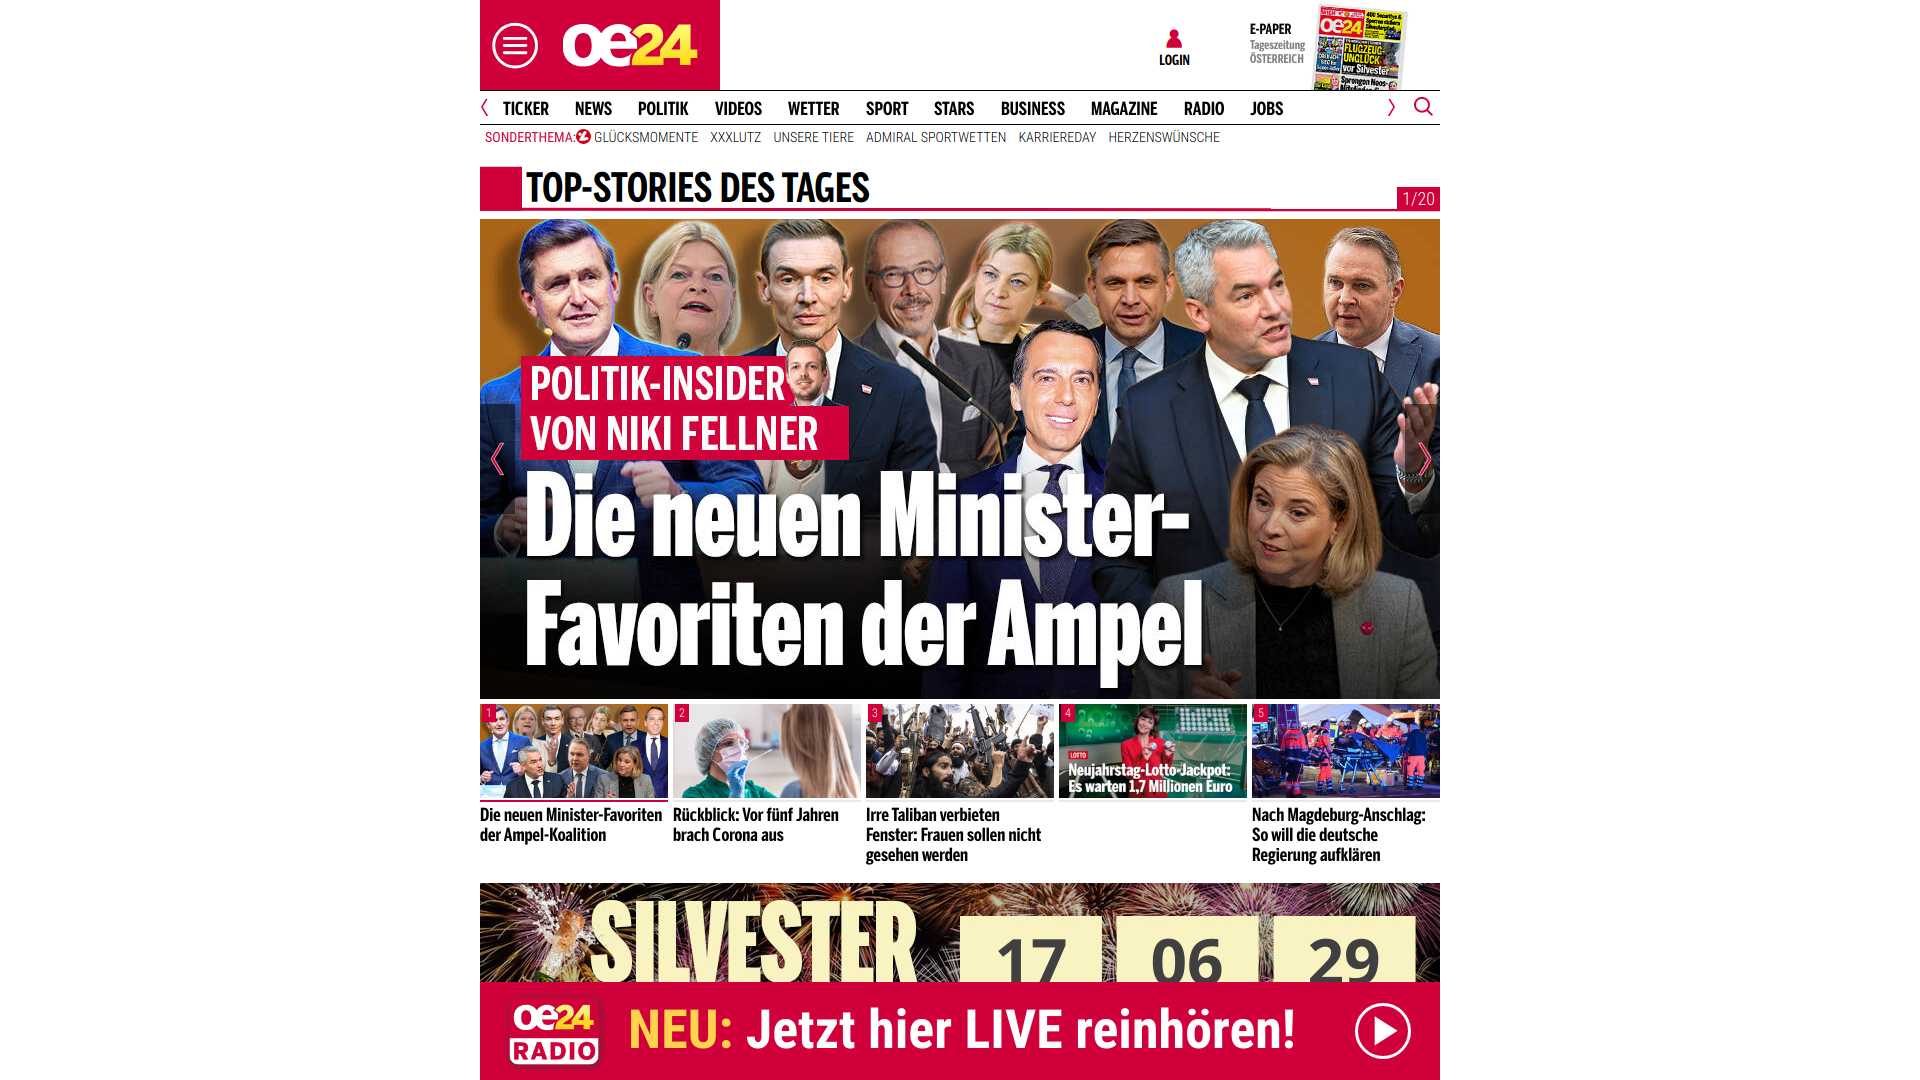 oe24
LOGIN
E-PAPER
Tageszeitung
ÖSTERREICH
oe24
FLUGZEUG-
UNGLÜCK
vor Silvester
TICKER NEWS POLITIK VIDEOS WETTER SPORT STARS BUSINESS MAGAZINE RADIO JOBS
SONDERTHEMA: GLÜCKSMOMENTE XXXLUTZ UNSERE TIERE ADMIRAL SPORTWETTEN KARRIEREDAY HERZENSWÜNSCHE
TOP-STORIES DES TAGES
1/20
POLITIK-INSIDER
VON NIKI FELLNER
Die neuen Minister-
Favoriten der Ampel
1
Die neuen Minister-Favoriten
der Ampel-Koalition
2
Rückblick: Vor fünf Jahren
brach Corona aus
3
Irre Taliban verbieten
Fenster: Frauen sollen nicht
gesehen werden
4
LOTTO
Neujahrstag-Lotto-Jackpot:
Es warten 1,7 Millionen Euro
5
Nach Magdeburg-Anschlag:
So will die deutsche
Regierung aufklären
SILVESTER
17 06 29
oe24
RADIO
NEU: Jetzt hier LIVE reinhören!